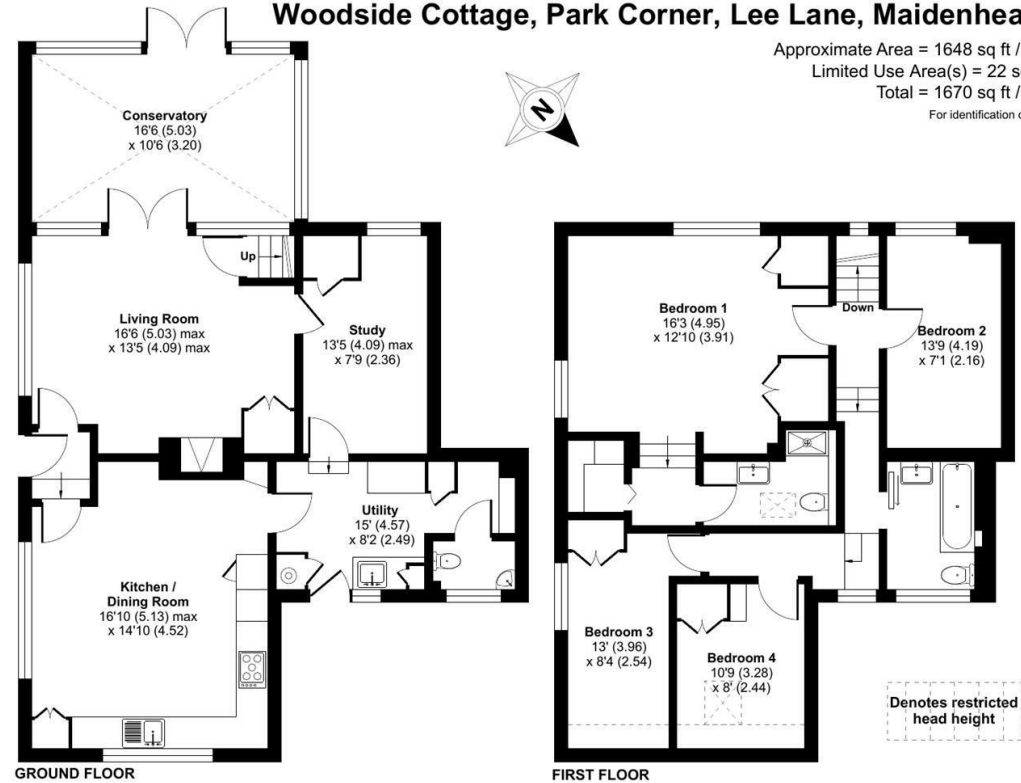 Woodside Cottage, Park Corner, Lee Lane, Maidenhea
Approximate Area = 1648 sq ft /
Limited Use Area(s) = 22 s
Total = 1670 sq ft /
For identification
N
Conservatory
16'6 (5.03)
x 10'6 (3.20)
Up
Living Room
16'6 (5.03) max
x 13'5 (4.09) max
Study
13'5 (4.09) max
x 7'9 (2.36)
Utility
15' (4.57)
x 8'2 (2.49)
Kitchen /
Dining Room
16'10 (5.13) max
x 14'10 (4.52)
GROUND FLOOR
Bedroom 1
16'3 (4.95)
x 12'10 (3.91)
Down
Bedroom 2
13'9 (4.19)
x 7'1 (2.16)
Bedroom 3
13' (3.96)
x 8'4 (2.54)
Bedroom 4
10'9 (3.28)
x 8' (2.44)
Denotes restricted
head height
FIRST FLOOR